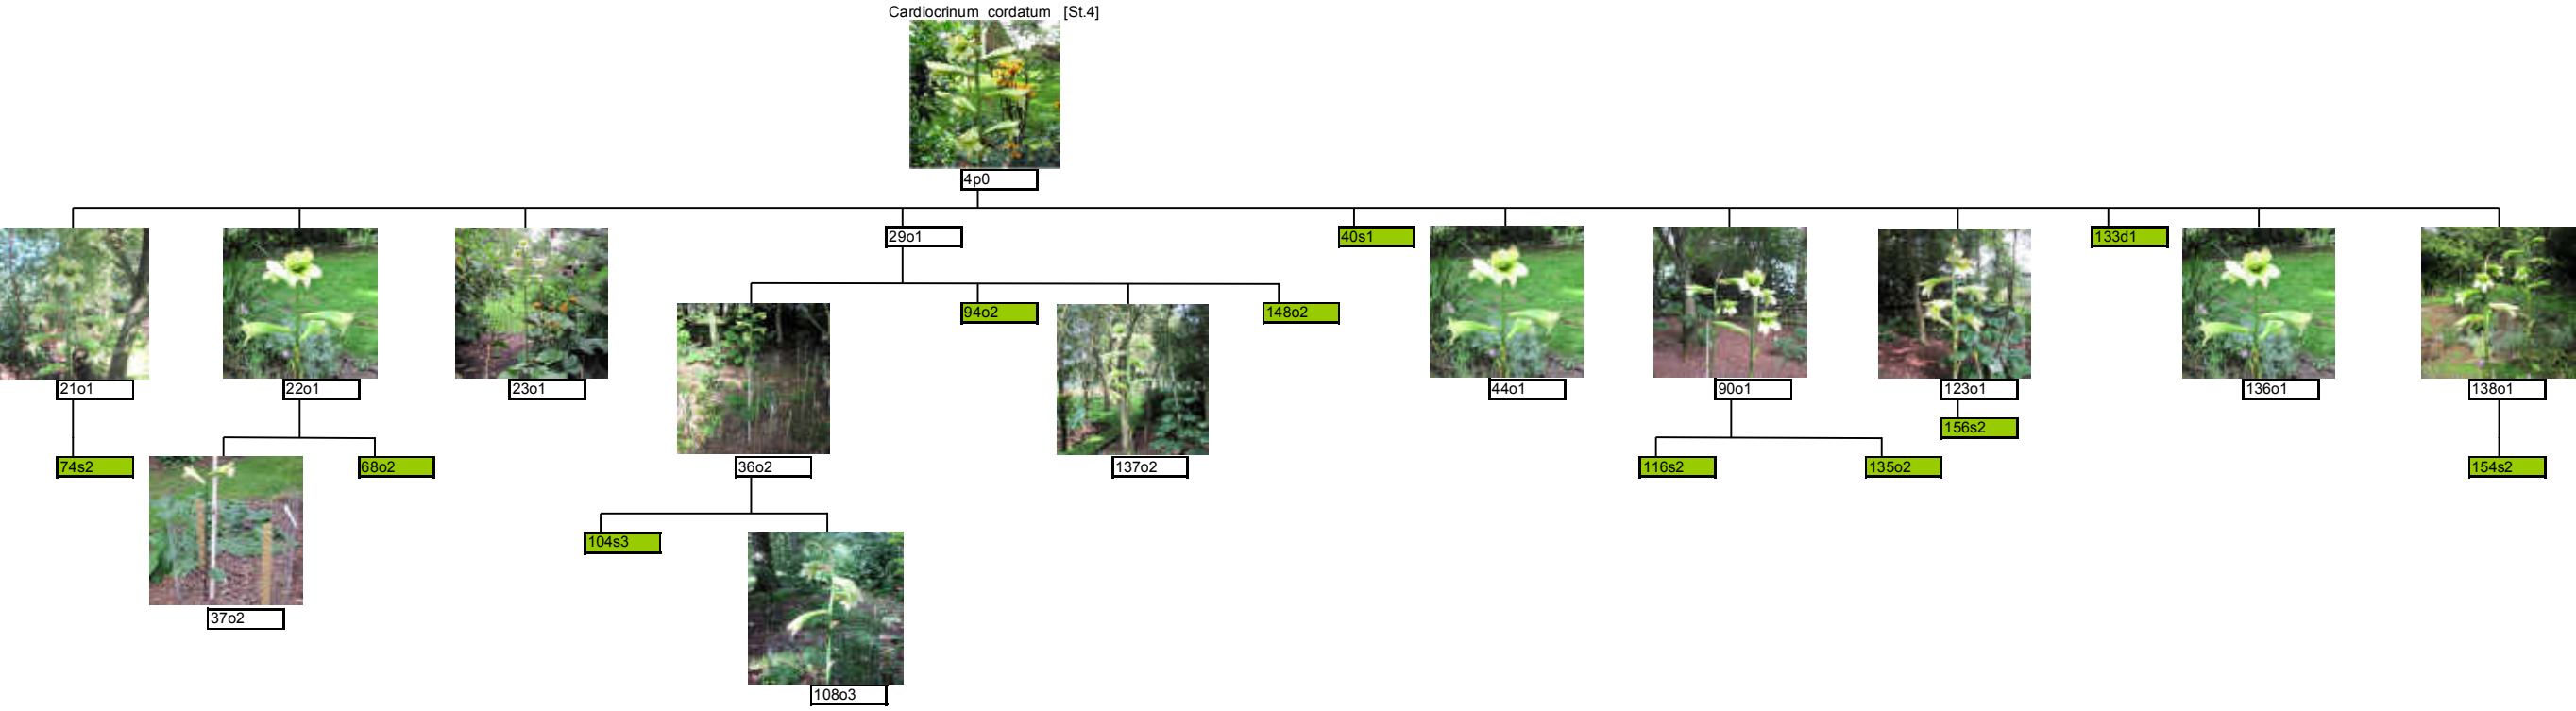 Cardiocrinum cordatum [St.4]
4p0
29o1
40s1
133d1
94o2
148o2
21o1
22o1
23o1
44o1
90o1
123o1
136o1
138o1
156s2
74s2
68o2
36o2
137o2
116s2
135o2
154s2
104s3
37o2
108o3